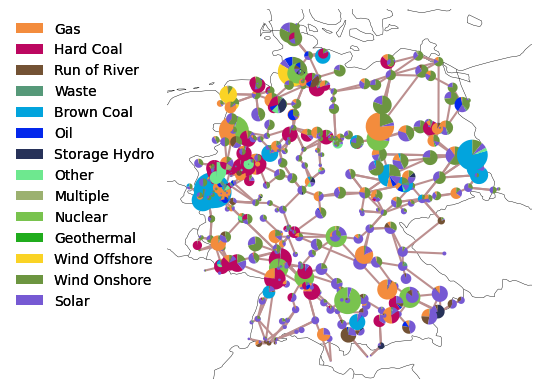 Gas
Hard Coal
Run of River
Waste
Brown Coal
Oil
Storage Hydro
Other
Multiple
Nuclear
Geothermal
Wind Offshore
Wind Onshore
Solar